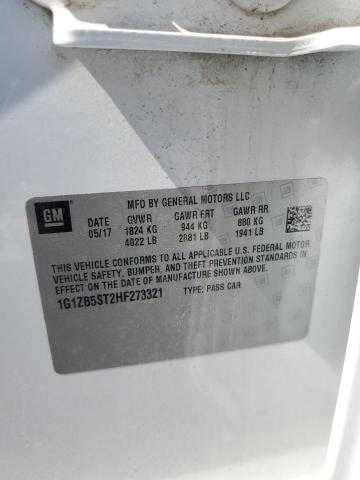 MFD BY GENERAL MOTORS LLC
GM
DATE GVWR GAWR FRT GAWR RR
05/17 1824 KG 944 KG 880 KG
4022 LB 2081 LB 1941 LB
THIS VEHICLE CONFORMS TO ALL APPLICABLE U.S. FEDERAL MOTOR
VEHICLE SAFETY, BUMPER, AND THEFT PREVENTION STANDARDS IN
EFFECT ON THE DATE OF MANUFACTURE SHOWN ABOVE.
1G1ZB5ST2HF273321 TYPE: PASS CAR